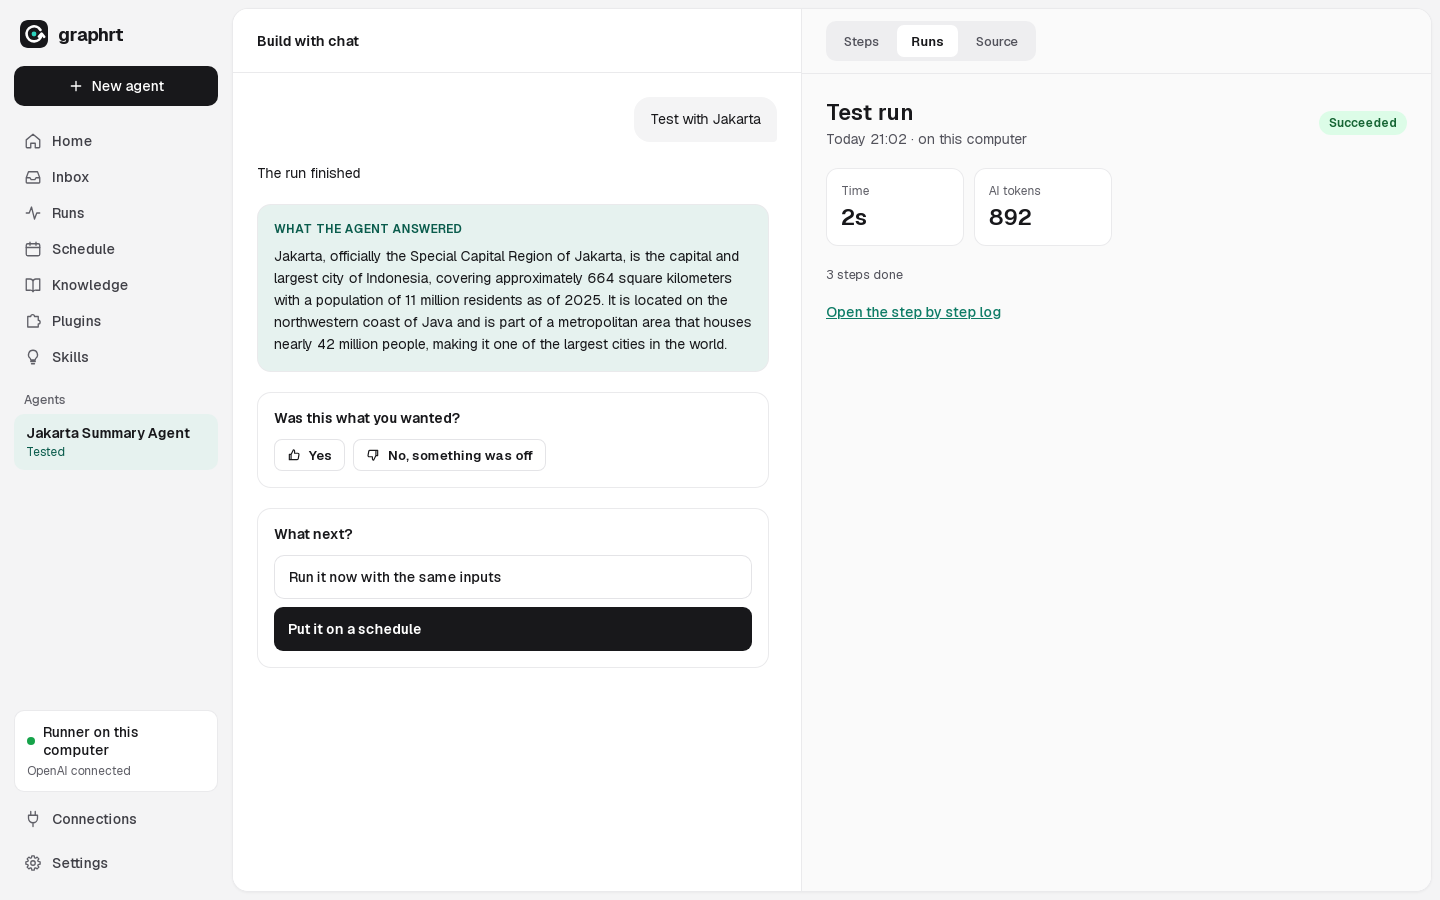 graphrt
New agent
Home
Inbox
Runs
Schedule
Knowledge
Plugins
Skills
Agents
Jakarta Summary Agent
Tested
Runner on this
computer
OpenAI connected
Connections
Settings
Build with chat
Test with Jakarta
The run finished
WHAT THE AGENT ANSWERED
Jakarta, officially the Special Capital Region of Jakarta, is the capital and
largest city of Indonesia, covering approximately 664 square kilometers
with a population of 11 million residents as of 2025. It is located on the
northwestern coast of Java and is part of a metropolitan area that houses
nearly 42 million people, making it one of the largest cities in the world.
Was this what you wanted?
Yes
No, something was off
What next?
Run it now with the same inputs
Put it on a schedule
Steps
Runs
Source
Test run
Succeeded
Today 21:02 · on this computer
Time
2s
AI tokens
892
3 steps done
Open the step by step log